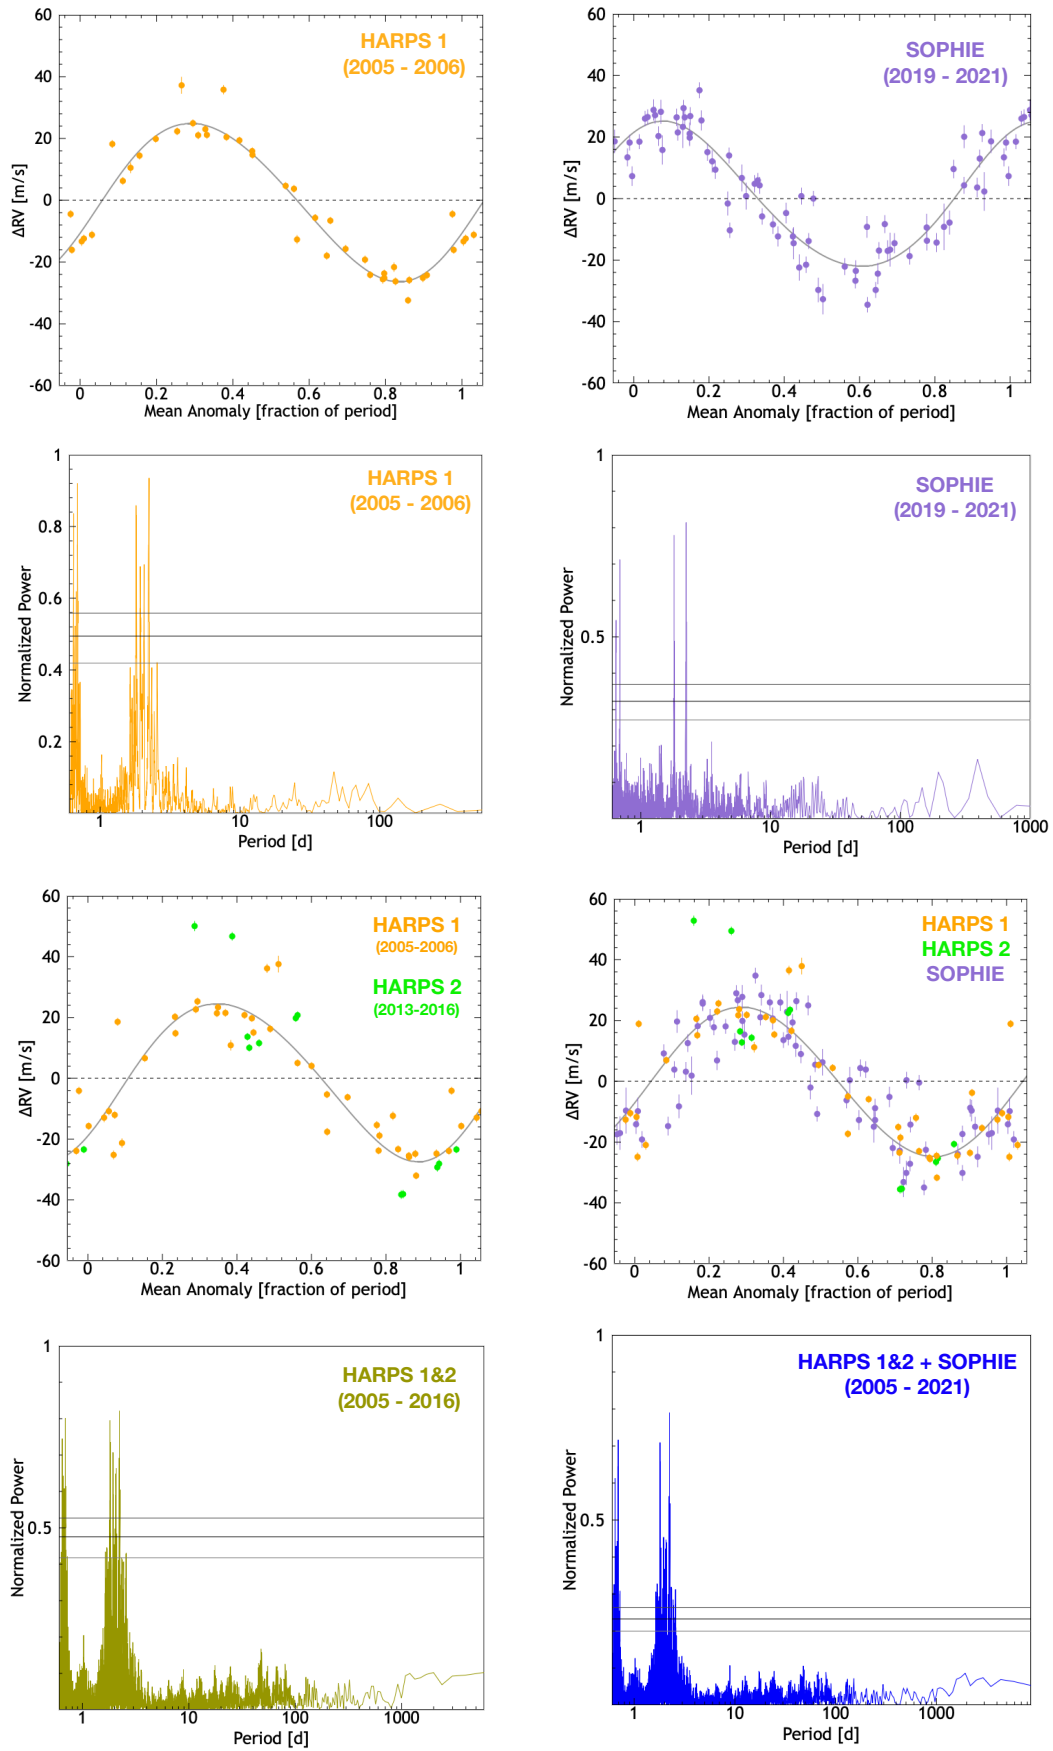 HARPS 1
(2005 - 2006)
60
40
20
0
-20
-40
-60
ΔRV [m/s]
0 0.2 0.4 0.6 0.8 1
Mean Anomaly [fraction of period]
SOPHIE
(2019 - 2021)
60
40
20
0
-20
-40
-60
ΔRV [m/s]
0 0.2 0.4 0.6 0.8 1
Mean Anomaly [fraction of period]
HARPS 1
(2005 - 2006)
1
0.8
0.6
0.4
0.2
Normalized Power
1 10 100
Period [d]
SOPHIE
(2019 - 2021)
1
0.5
Normalized Power
1 10 100 1000
Period [d]
HARPS 1
(2005-2006)
HARPS 2
(2013-2016)
60
40
20
0
-20
-40
-60
ΔRV [m/s]
0 0.2 0.4 0.6 0.8 1
Mean Anomaly [fraction of period]
HARPS 1
HARPS 2
SOPHIE
60
40
20
0
-20
-40
-60
ΔRV [m/s]
0 0.2 0.4 0.6 0.8 1
Mean Anomaly [fraction of period]
HARPS 1&2
(2005 - 2016)
1
0.5
Normalized Power
1 10 100 1000
Period [d]
HARPS 1&2 + SOPHIE
(2005 - 2021)
1
0.5
Normalized Power
1 10 100 1000
Period [d]